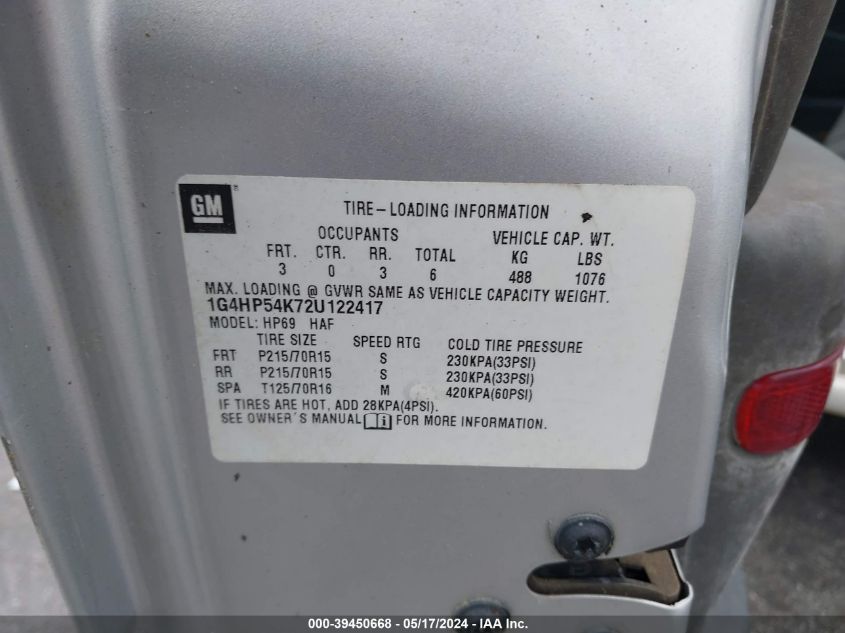 GM
TIRE-LOADING INFORMATION
OCCUPANTS VEHICLE CAP. WT.
FRT. CTR. RR. TOTAL KG LBS
3 0 3 6 488 1076
MAX. LOADING @ GVWR SAME AS VEHICLE CAPACITY WEIGHT.
1G4HP54K72U122417
MODEL: HP69 HAF
TIRE SIZE SPEED RTG COLD TIRE PRESSURE
FRT P215/70R15 S 230KPA(33PSI)
RR P215/70R15 S 230KPA(33PSI)
SPA T125/70R16 M 420KPA(60PSI)
IF TIRES ARE HOT, ADD 28KPA(4PSI).
SEE OWNER'S MANUAL i FOR MORE INFORMATION.
000-39450668 - 05/17/2024 - IAA Inc.